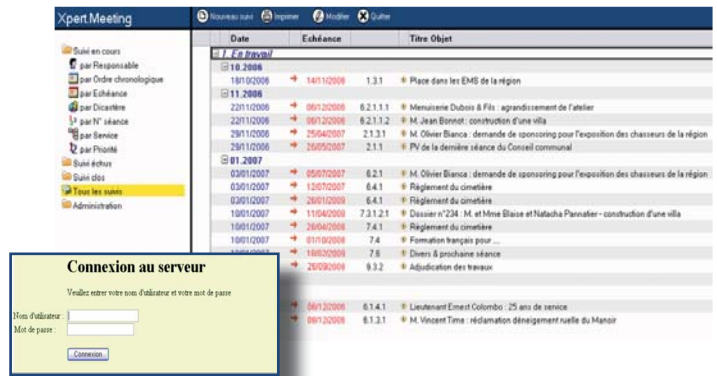 Xpert.Meeting
Nouveau suivi Imprimer Modifier Quitter
Suivi en cours
par Responsable
par Ordre chronologique
par Echéance
par Dicastère
par N° séance
par Service
par Priorité
Suivi échus
Suivi clos
Tous les suivis
Administration
Date Echéance Titre Objet
1. En travail
10.2006
18/10/2006 14/11/2006 1.3.1 Place dans les EMS de la région
11.2006
22/11/2006 06/12/2006 6.2.1.1.1 Menuiserie Dubois & Fils : agrandissement de l'atelier
22/11/2006 06/12/2006 6.2.1.1.2 M. Jean Bonnot : construction d'une villa
29/11/2006 25/04/2007 2.1.3.1 M. Olivier Bianca : demande de sponsoring pour l'exposition des chasseurs de la région
29/11/2006 26/05/2007 2.1.1 PV de la dernière séance du Conseil communal
01.2007
03/01/2007 05/07/2007 6.2.1 M. Olivier Bianca : demande de sponsoring pour l'exposition des chasseurs de la région
03/01/2007 12/07/2007 6.4.1 Règlement du cimetière
03/01/2007 26/01/2009 6.4.1 Règlement du cimetière
10/01/2007 11/04/2008 7.3.1.2.1 Dossier n°234 : M. et Mme Blaise et Natacha Pannatier - construction d'une villa
10/01/2007 26/04/2008 7.4.1 Règlement du cimetière
10/01/2007 01/10/2008 7.4 Formation français pour ...
18/02/2009 7.6 Divers & prochaine séance
26/09/2008 9.3.2 Adjudication des travaux
06/12/2006 6.1.4.1 Lieutenant Ernest Colombo : 25 ans de service
09/12/2006 6.1.3.1 M. Vincent Time : réclamation déneigement ruelle du Manoir
Connexion au serveur
Veuillez entrer votre nom d'utilisateur et votre mot de passe
Nom d'utilisateur :
Mot de passe :
Connexion